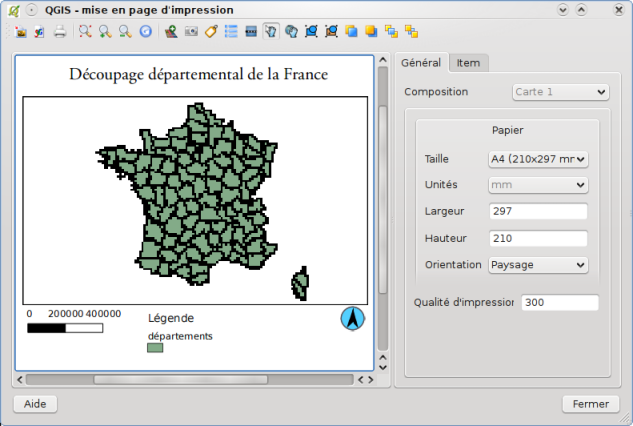 QGIS - mise en page d'impression
Découpage départemental de la France
0 200000 400000
Légende
départements
Général Item
Composition Carte 1
Papier
Taille A4 (210x297 mm
Unités mm
Largeur 297
Hauteur 210
Orientation Paysage
Qualité d'impression 300
Aide Fermer